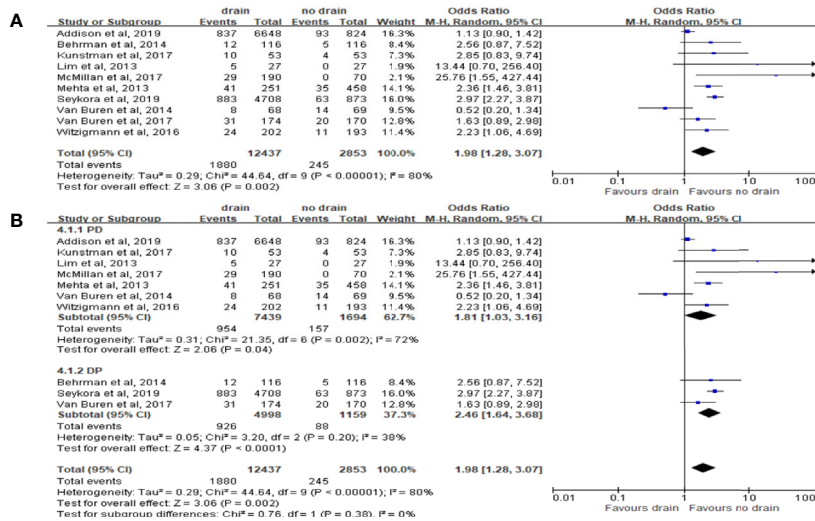 A
drain no drain Odds Ratio Odds Ratio
Study or Subgroup Events Total Events Total Weight M-H, Random, 95% CI M-H, Random, 95% CI
Addison et al, 2019 837 6648 93 824 16.3% 1.13 [0.90, 1.42]
Behrman et al, 2014 12 116 5 116 8.4% 2.56 [0.87, 7.52]
Kunstman et al, 2017 10 53 4 53 7.3% 2.85 [0.83, 9.74]
Lim et al, 2013 5 27 0 27 1.9% 13.44 [0.70, 256.40]
McMillan et al, 2017 29 190 0 70 2.1% 25.76 [1.55, 427.44]
Mehta et al, 2013 41 251 35 458 14.5% 2.36 [1.46, 3.81]
Seykora et al, 2019 883 4708 63 873 16.0% 2.97 [2.27, 3.87]
Van Buren et al, 2014 8 68 14 69 9.5% 0.52 [0.20, 1.34]
Van Buren et al, 2017 31 174 20 170 12.8% 1.63 [0.89, 2.98]
Witzigmann et al, 2016 24 202 11 193 11.4% 2.23 [1.06, 4.69]
Total (95% CI) 12437 2853 100.0% 1.98 [1.28, 3.07]
Total events 1880 245
Heterogeneity: Tau² = 0.29; Chi² = 44.64, df = 9 (P < 0.00001); I² = 80%
Test for overall effect: Z = 3.06 (P = 0.002)
0.01 0.1 1 10 100
Favours drain Favours no drain
B
drain no drain Odds Ratio Odds Ratio
Study or Subgroup Events Total Events Total Weight M-H, Random, 95% CI M-H, Random, 95% CI
4.1.1 PD
Addison et al, 2019 837 6648 93 824 16.3% 1.13 [0.90, 1.42]
Kunstman et al, 2017 10 53 4 53 7.3% 2.85 [0.83, 9.74]
Lim et al, 2013 5 27 0 27 1.9% 13.44 [0.70, 256.40]
McMillan et al, 2017 29 190 0 70 2.1% 25.76 [1.55, 427.44]
Mehta et al, 2013 41 251 35 458 14.5% 2.36 [1.46, 3.81]
Van Buren et al, 2014 8 68 14 69 9.5% 0.52 [0.20, 1.34]
Witzigmann et al, 2016 24 202 11 193 11.4% 2.23 [1.06, 4.69]
Subtotal (95% CI) 7439 1694 62.7% 1.81 [1.03, 3.16]
Total events 954 157
Heterogeneity: Tau² = 0.31; Chi² = 21.35, df = 6 (P = 0.002); I² = 72%
Test for overall effect: Z = 2.06 (P = 0.04)
4.1.2 DP
Behrman et al, 2014 12 116 5 116 8.4% 2.56 [0.87, 7.52]
Seykora et al, 2019 883 4708 63 873 16.0% 2.97 [2.27, 3.87]
Van Buren et al, 2017 31 174 20 170 12.8% 1.63 [0.89, 2.98]
Subtotal (95% CI) 4998 1159 37.3% 2.46 [1.64, 3.68]
Total events 926 88
Heterogeneity: Tau² = 0.05; Chi² = 3.20, df = 2 (P = 0.20); I² = 38%
Test for overall effect: Z = 4.37 (P < 0.0001)
Total (95% CI) 12437 2853 100.0% 1.98 [1.28, 3.07]
Total events 1880 245
Heterogeneity: Tau² = 0.29; Chi² = 44.64, df = 9 (P < 0.00001); I² = 80%
Test for overall effect: Z = 3.06 (P = 0.002)
Test for subgroup differences: Chi² = 0.76, df = 1 (P = 0.38), I² = 0%
0.01 0.1 1 10 100
Favours drain Favours no drain